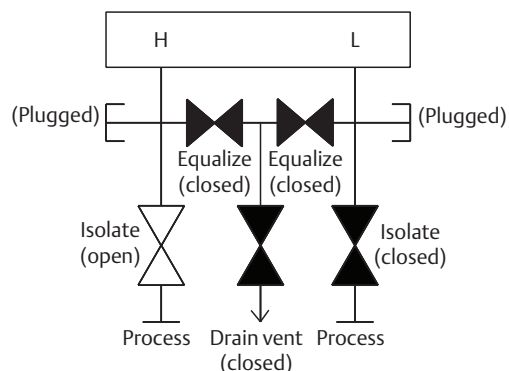 H
L
(Plugged)
(Plugged)
Equalize
(closed)
Equalize
(closed)
Isolate
(open)
Isolate
(closed)
Process
Drain vent
(closed)
Process